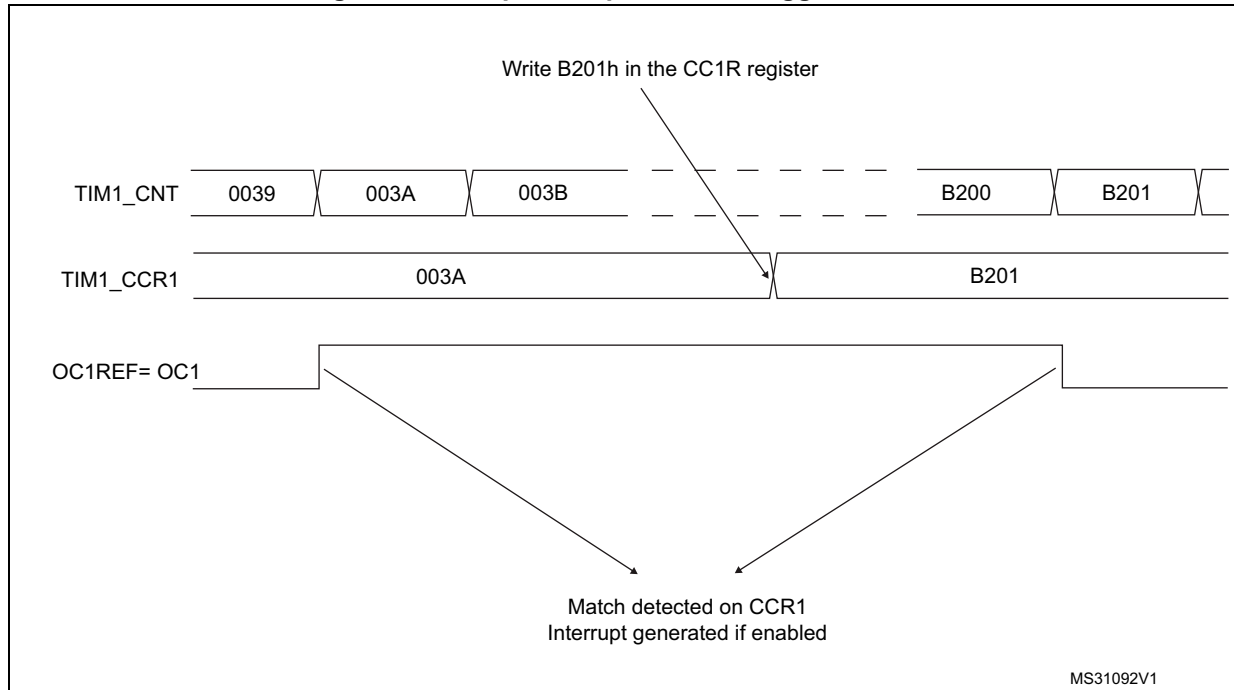 Write B201h in the CC1R register
TIM1_CNT 0039 003A 003B B200 B201
TIM1_CCR1 003A B201
OC1REF= OC1
Match detected on CCR1
Interrupt generated if enabled
MS31092V1